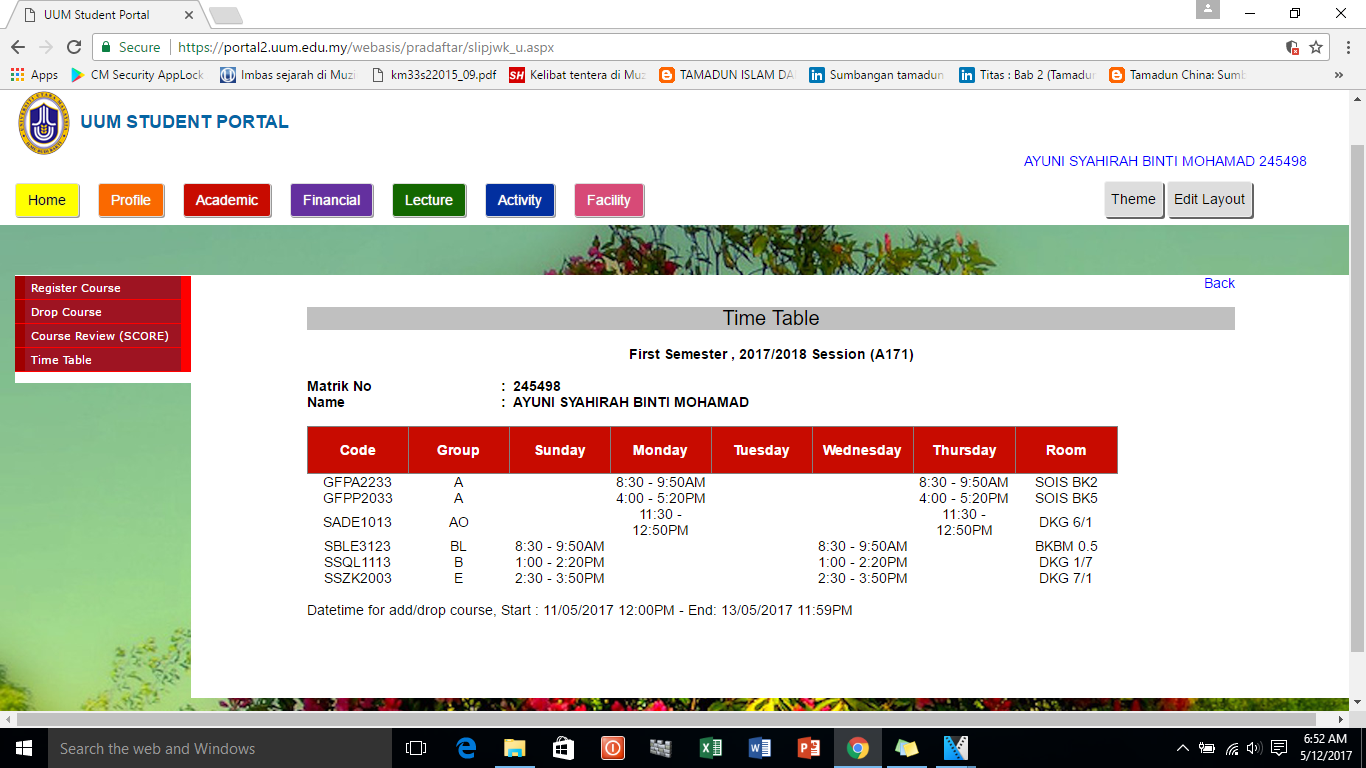 UUM Student Portal
Secure https://portal2.uum.edu.my/webasis/pradaftar/slipjwk_u.aspx
Apps CM Security AppLock Imbas sejarah di Muzi km33s22015_09.pdf Kelibat tentera di Muz TAMADUN ISLAM DA Sumbangan tamadun Titas : Bab 2 (Tamadun Tamadun China: Sumb »
UUM STUDENT PORTAL
AYUNI SYAHIRAH BINTI MOHAMAD 245498
Home Profile Academic Financial Lecture Activity Facility Theme Edit Layout
Back
Register Course
Drop Course
Course Review (SCORE)
Time Table
Time Table
First Semester , 2017/2018 Session (A171)
Matrik No : 245498
Name : AYUNI SYAHIRAH BINTI MOHAMAD
Code Group Sunday Monday Tuesday Wednesday Thursday Room
GFPA2233 A 8:30 - 9:50AM 8:30 - 9:50AM SOIS BK2
GFPP2033 A 4:00 - 5:20PM 4:00 - 5:20PM SOIS BK5
SADE1013 AO 11:30 - 12:50PM 11:30 - 12:50PM DKG 6/1
SBLE3123 BL 8:30 - 9:50AM 8:30 - 9:50AM BKBM 0.5
SSQL1113 B 1:00 - 2:20PM 1:00 - 2:20PM DKG 1/7
SSZK2003 E 2:30 - 3:50PM 2:30 - 3:50PM DKG 7/1
Datetime for add/drop course, Start : 11/05/2017 12:00PM - End: 13/05/2017 11:59PM
Search the web and Windows
6:52 AM
5/12/2017